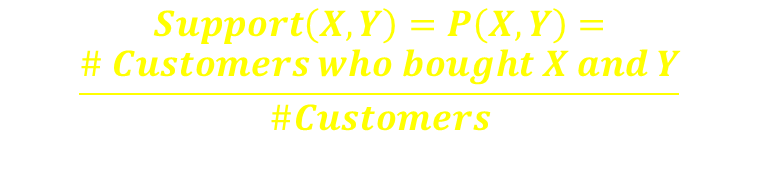 Support(X,Y) = P(X,Y) =
# Customers who bought X and Y
#Customers